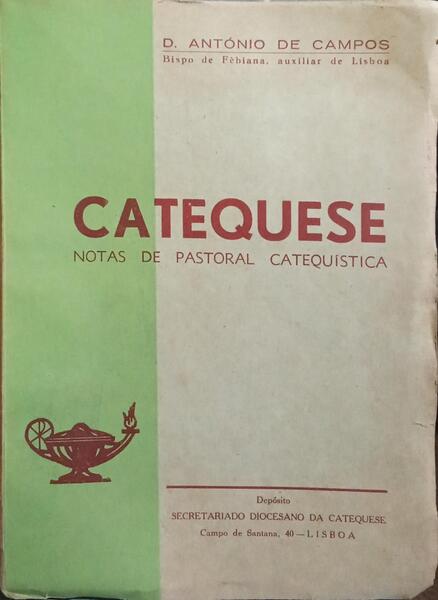 D. ANTÓNIO DE CAMPOS
Bispo de Fèbiana, auxiliar de Lisboa
CATEQUESE
NOTAS DE PASTORAL CATEQUÍSTICA
Depósito
SECRETARIADO DIOCESANO DA CATEQUESE
Campo de Santana, 40 — LISBOA